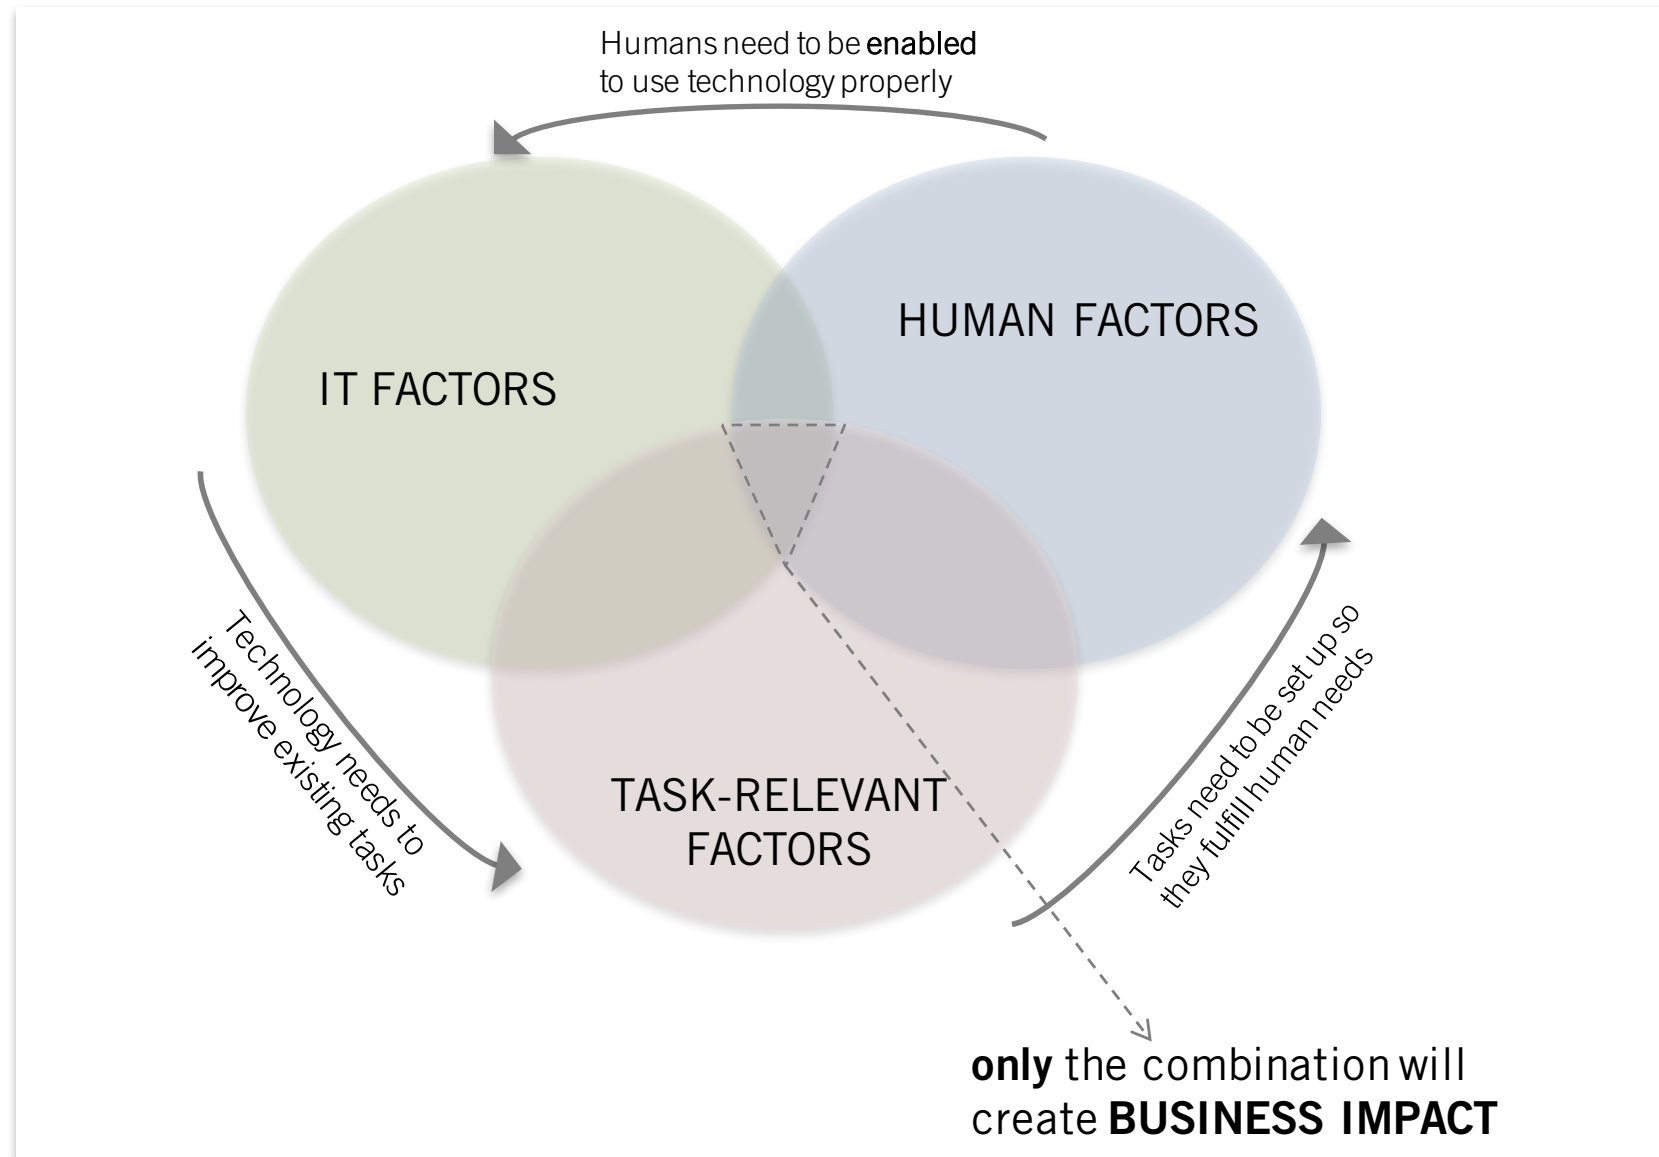 Humans need to be enabled
to use technology properly
HUMAN FACTORS
IT FACTORS
Technology needs to
improve existing tasks
Tasks need to be set up so
they fulfill human needs
TASK-RELEVANT
FACTORS
only the combination will
create BUSINESS IMPACT